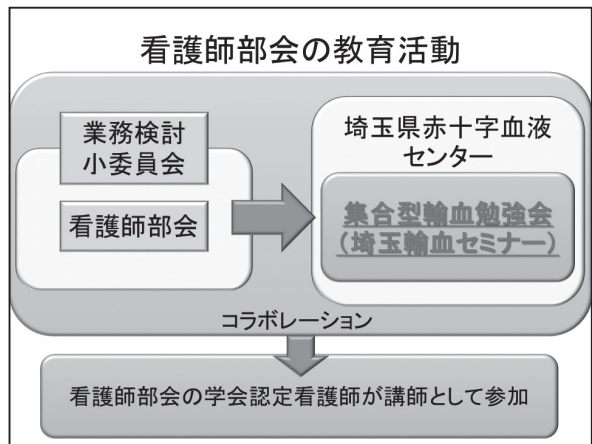 看護師部会の教育活動
業務検討
小委員会
看護師部会
埼玉県赤十字血液
センター
集合型輸血勉強会
(埼玉輸血セミナー)
コラボレーション
看護師部会の学会認定看護師が講師として参加